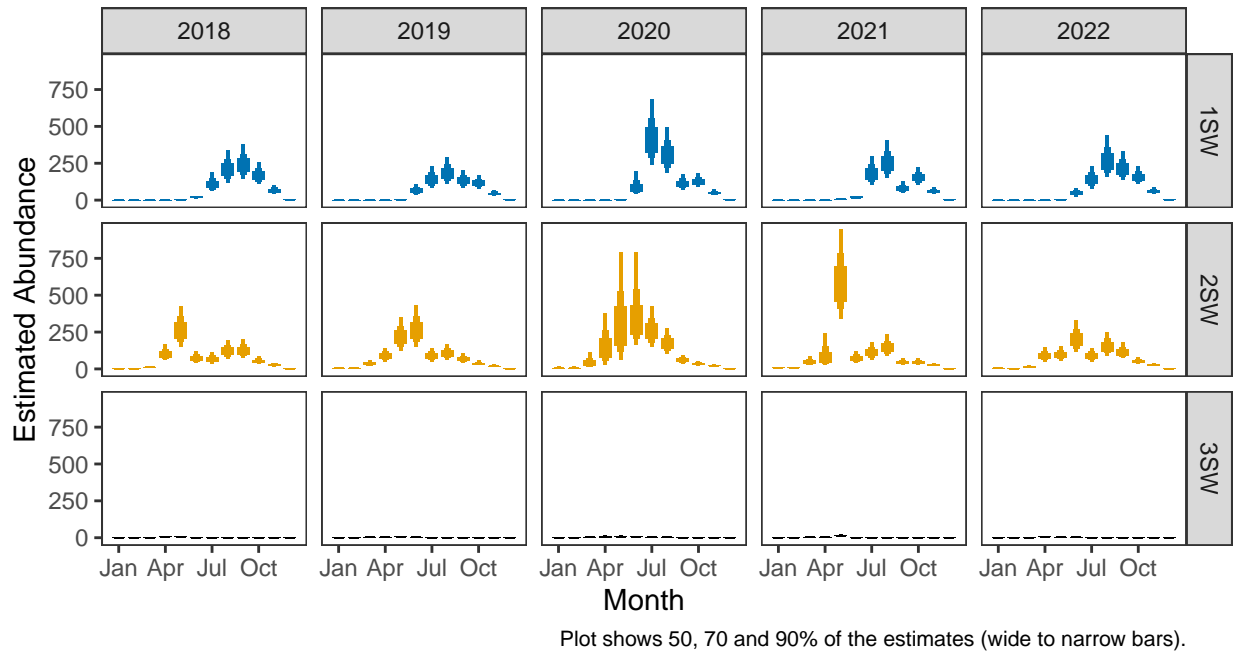 2018 2019 2020 2021 2022
750
500
250
0
1SW
Estimated Abundance
750
500
250
0
2SW
750
500
250
0
3SW
Jan Apr Jul Oct Jan Apr Jul Oct Jan Apr Jul Oct Jan Apr Jul Oct Jan Apr Jul Oct
Month
Plot shows 50, 70 and 90% of the estimates (wide to narrow bars).